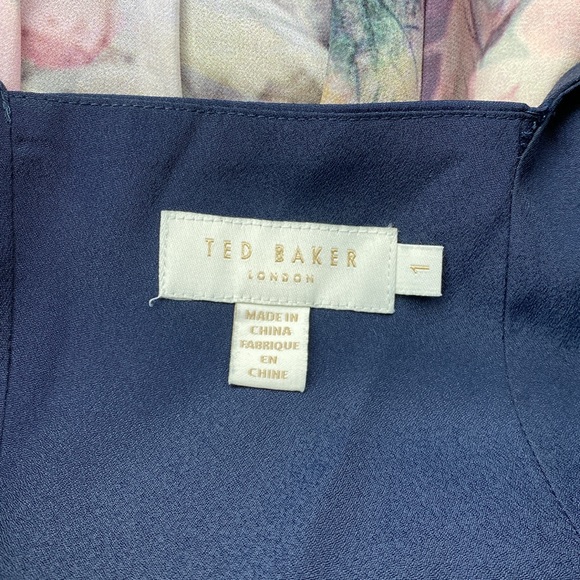 TED BAKER
LONDON
1
MADE IN
CHINA
FABRIQUE
EN
CHINE